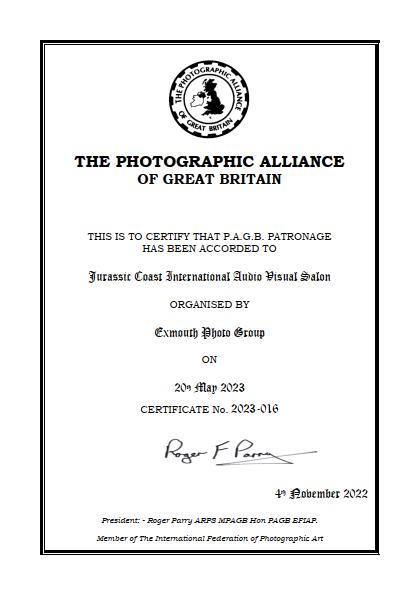 THE PHOTOGRAPHIC ALLIANCE
OF GREAT BRITAIN
THE PHOTOGRAPHIC ALLIANCE
OF GREAT BRITAIN
THIS IS TO CERTIFY THAT P.A.G.B. PATRONAGE
HAS BEEN ACCORDED TO
Jurassic Coast International Audio Visual Salon
ORGANISED BY
Exmouth Photo Group
ON
20th May 2023
CERTIFICATE No. 2023-016
Roger F Parry
4th November 2022
President: - Roger Parry ARPS MPAGB Hon PAGB EFIAP.
Member of The International Federation of Photographic Art